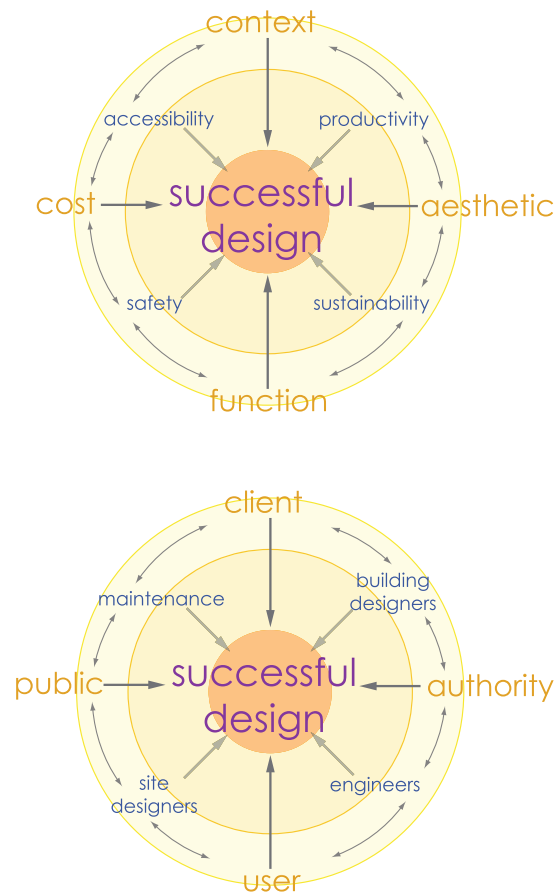 context
accessibility
productivity
cost
successful
design
aesthetic
safety
sustainability
function
client
maintenance
building
designers
public
successful
design
authority
site
designers
engineers
user